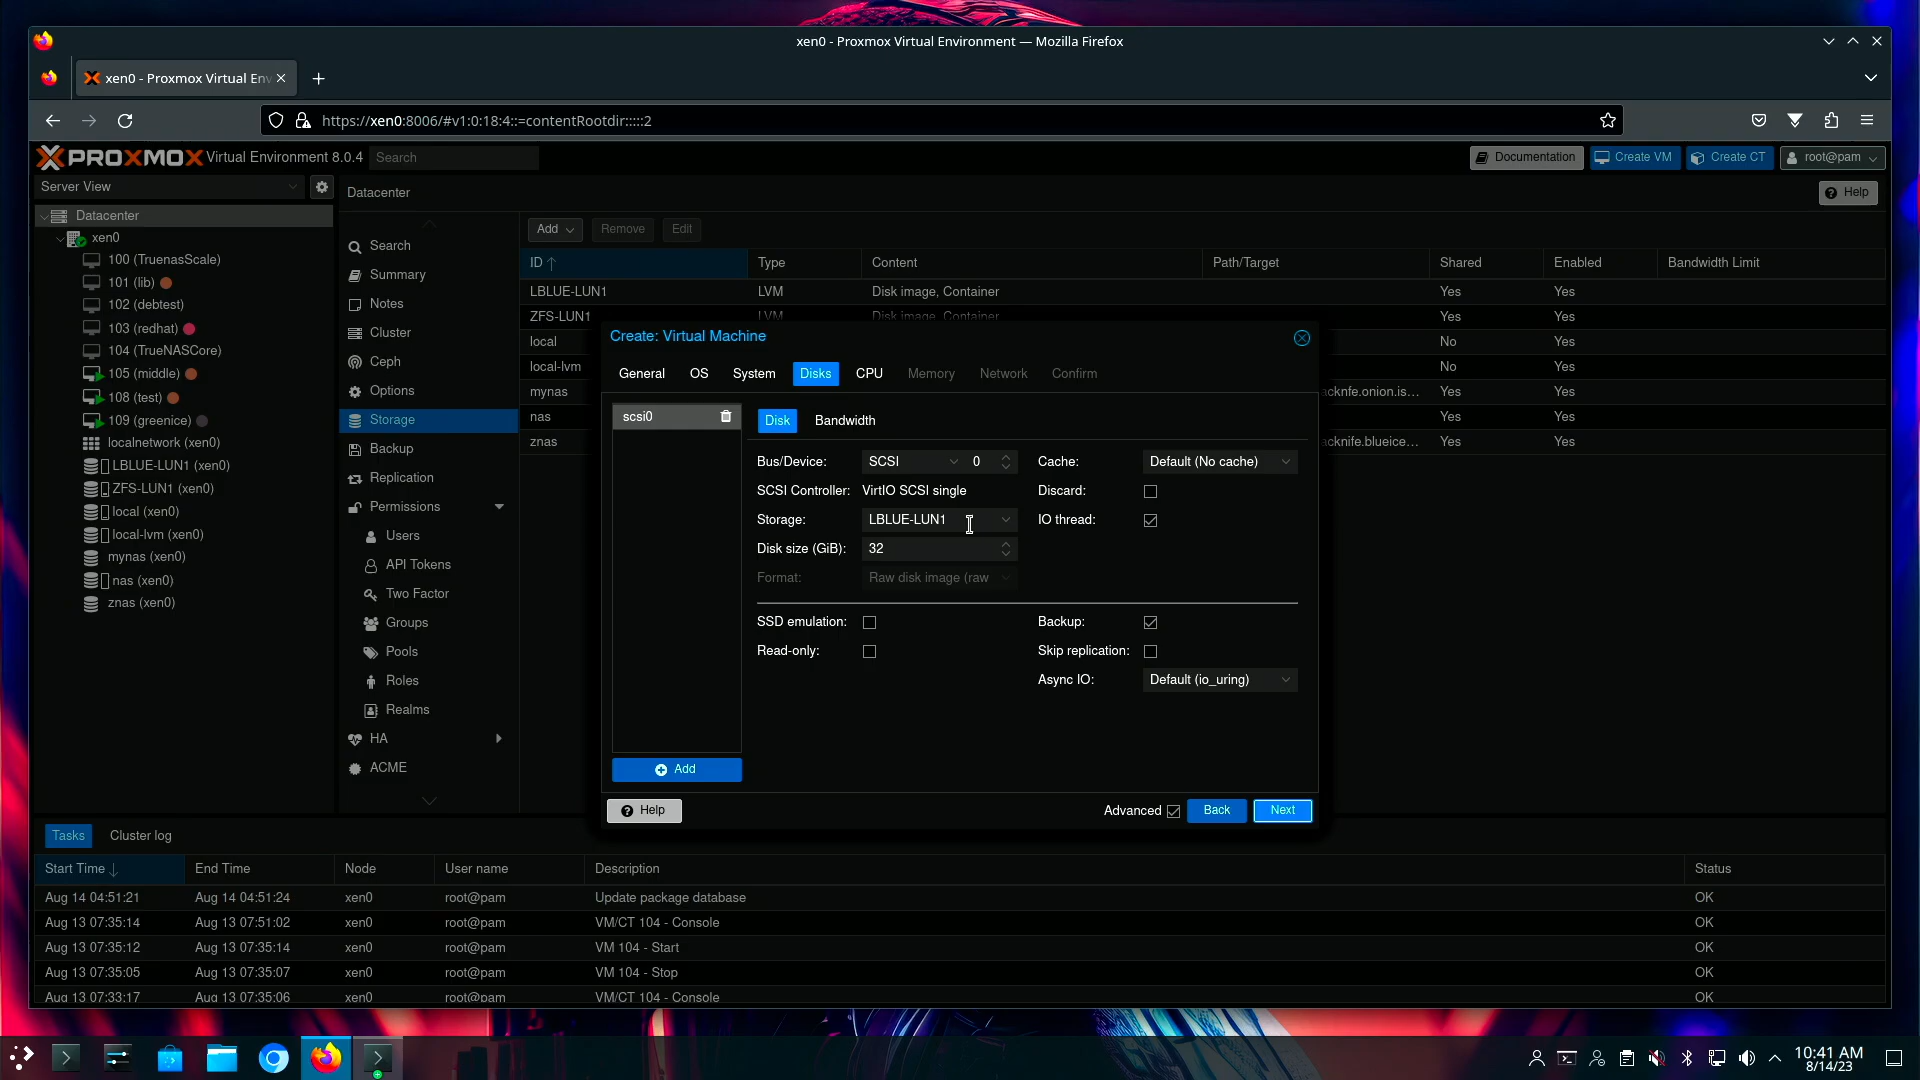 xen0 - Proxmox Virtual Environment — Mozilla Firefox
xen0 - Proxmox Virtual Env
https://xen0:8006/#v1:0:18:4::=contentRootdir:::::2
PROXMOX Virtual Environment 8.0.4 Search
Documentation Create VM Create CT root@pam
Server View
Datacenter
Help
Datacenter
xen0
100 (TruenasScale)
101 (lib)
102 (debtest)
103 (redhat)
104 (TrueNASCore)
105 (middle)
108 (test)
109 (greenice)
localnetwork (xen0)
LBLUE-LUN1 (xen0)
ZFS-LUN1 (xen0)
local (xen0)
local-lvm (xen0)
mynas (xen0)
nas (xen0)
znas (xen0)
Search
Summary
Notes
Cluster
Ceph
Options
Storage
Backup
Replication
Permissions
Users
API Tokens
Two Factor
Groups
Pools
Roles
Realms
HA
ACME
Add Remove Edit
ID Type Content Path/Target Shared Enabled Bandwidth Limit
LBLUE-LUN1 LVM Disk image, Container Yes Yes
ZFS-LUN1 LVM Disk image, Container Yes Yes
local No Yes
local-lvm No Yes
mynas acknfe.onion.is... Yes Yes
nas Yes Yes
znas acknife.blueice... Yes Yes
Create: Virtual Machine
General OS System Disks CPU Memory Network Confirm
scsi0
Disk Bandwidth
Bus/Device: SCSI 0 Cache: Default (No cache)
SCSI Controller: VirtIO SCSI single Discard:
Storage: LBLUE-LUN1 IO thread:
Disk size (GiB): 32
Format: Raw disk image (raw
SSD emulation: Backup:
Read-only: Skip replication:
Async IO: Default (io_uring)
Add
Help Advanced Back Next
Tasks Cluster log
Start Time End Time Node User name Description Status
Aug 14 04:51:21 Aug 14 04:51:24 xen0 root@pam Update package database OK
Aug 13 07:35:14 Aug 13 07:51:02 xen0 root@pam VM/CT 104 - Console OK
Aug 13 07:35:12 Aug 13 07:35:14 xen0 root@pam VM 104 - Start OK
Aug 13 07:35:05 Aug 13 07:35:07 xen0 root@pam VM 104 - Stop OK
Aug 13 07:33:17 Aug 13 07:35:06 xen0 root@pam VM/CT 104 - Console OK
10:41 AM
8/14/23